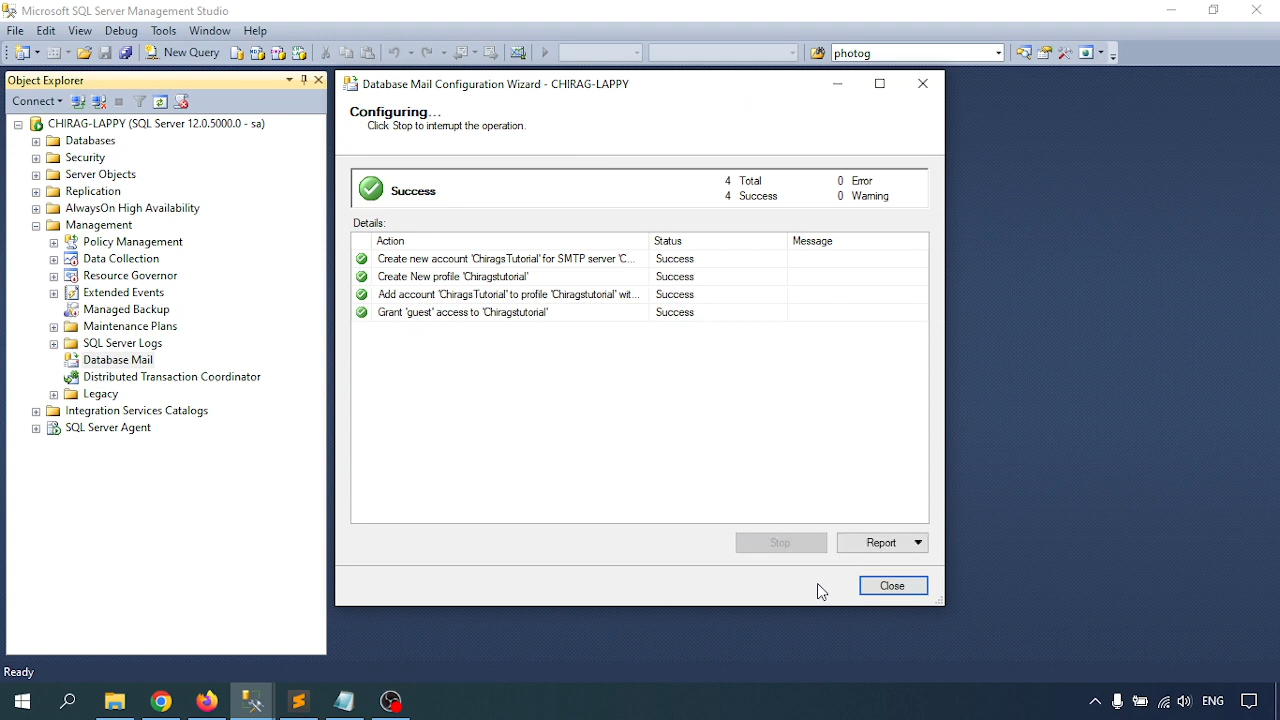 Microsoft SQL Server Management Studio
File Edit View Debug Tools Window Help
New Query photog
Object Explorer
Connect
CHIRAG-LAPPY (SQL Server 12.0.5000.0 - sa)
Databases
Security
Server Objects
Replication
AlwaysOn High Availability
Management
Policy Management
Data Collection
Resource Governor
Extended Events
Managed Backup
Maintenance Plans
SQL Server Logs
Database Mail
Distributed Transaction Coordinator
Legacy
Integration Services Catalogs
SQL Server Agent
Database Mail Configuration Wizard - CHIRAG-LAPPY
Configuring...
Click Stop to interrupt the operation.
Success
4 Total 0 Error
4 Success 0 Warning
Details:
Action Status Message
Create new account 'ChiragsTutorial' for SMTP server 'C... Success
Create New profile 'Chiragstutorial' Success
Add account 'ChiragsTutorial' to profile 'Chiragstutorial' wit... Success
Grant 'guest' access to 'Chiragstutorial' Success
Stop Report
Close
Ready
ENG